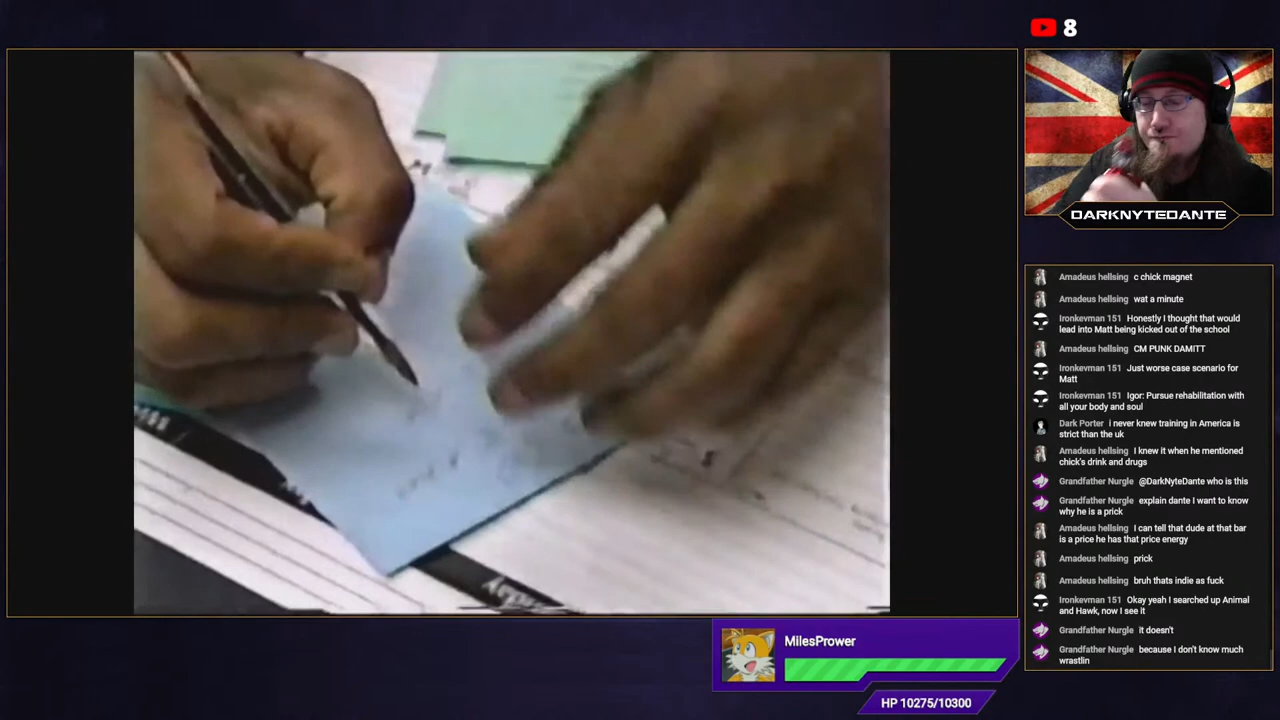 8
DARKNYTEDANTE
Amadeus hellsing c chick magnet
Amadeus hellsing wat a minute
Ironkevman 151 Honestly I thought that would
lead into Matt being kicked out of the school
Amadeus hellsing CM PUNK DAMITT
Ironkevman 151 Just worse case scenario for
Matt
Ironkevman 151 Igor: Pursue rehabilitation with
all your body and soul
Dark Porter i never knew training in America is
strict than the uk
Amadeus hellsing I knew it when he mentioned
chick's drink and drugs
Grandfather Nurgle @DarkNyteDante who is this
Grandfather Nurgle explain dante I want to know
why he is a prick
Amadeus hellsing I can tell that dude at that bar
is a price he has that price energy
Amadeus hellsing prick
Amadeus hellsing bruh thats indie as fuck
Ironkevman 151 Okay yeah I searched up Animal
and Hawk, now I see it
Grandfather Nurgle it doesn't
Grandfather Nurgle because I don't know much
wrastlin
MilesPrower
HP 10275/10300